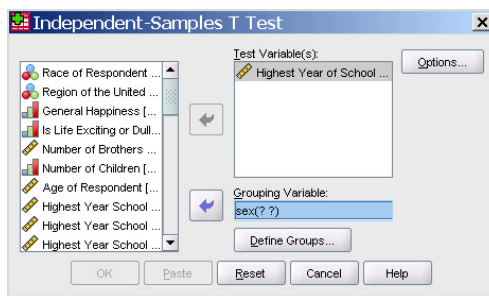 Independent-Samples T Test
Test Variable(s):
Race of Respondent ...
Region of the United ...
General Happiness [...
Is Life Exciting or Dull...
Number of Brothers ...
Number of Children [...
Age of Respondent [...
Highest Year School ...
Highest Year School ...
Highest Year School ...
Highest Year of School ...
Options...
Grouping Variable:
sex(? ?)
Define Groups...
OK Paste Reset Cancel Help